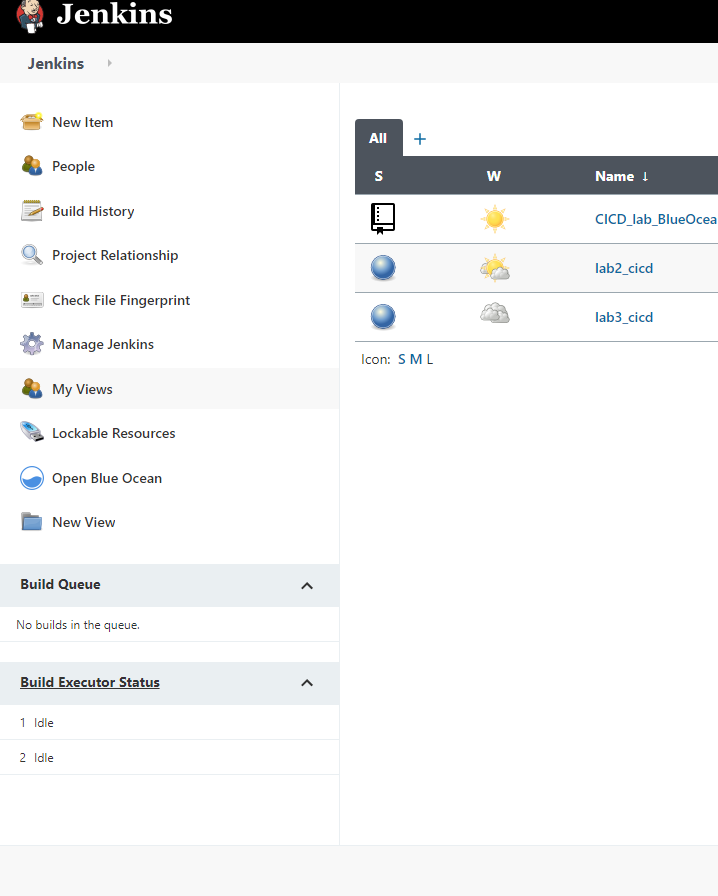 Jenkins
Jenkins
New Item
People
Build History
Project Relationship
Check File Fingerprint
Manage Jenkins
My Views
Lockable Resources
Open Blue Ocean
New View
Build Queue
No builds in the queue.
Build Executor Status
1 Idle
2 Idle
All +
S W Name ↓
CICD_lab_BlueOcea
lab2_cicd
lab3_cicd
Icon: S M L